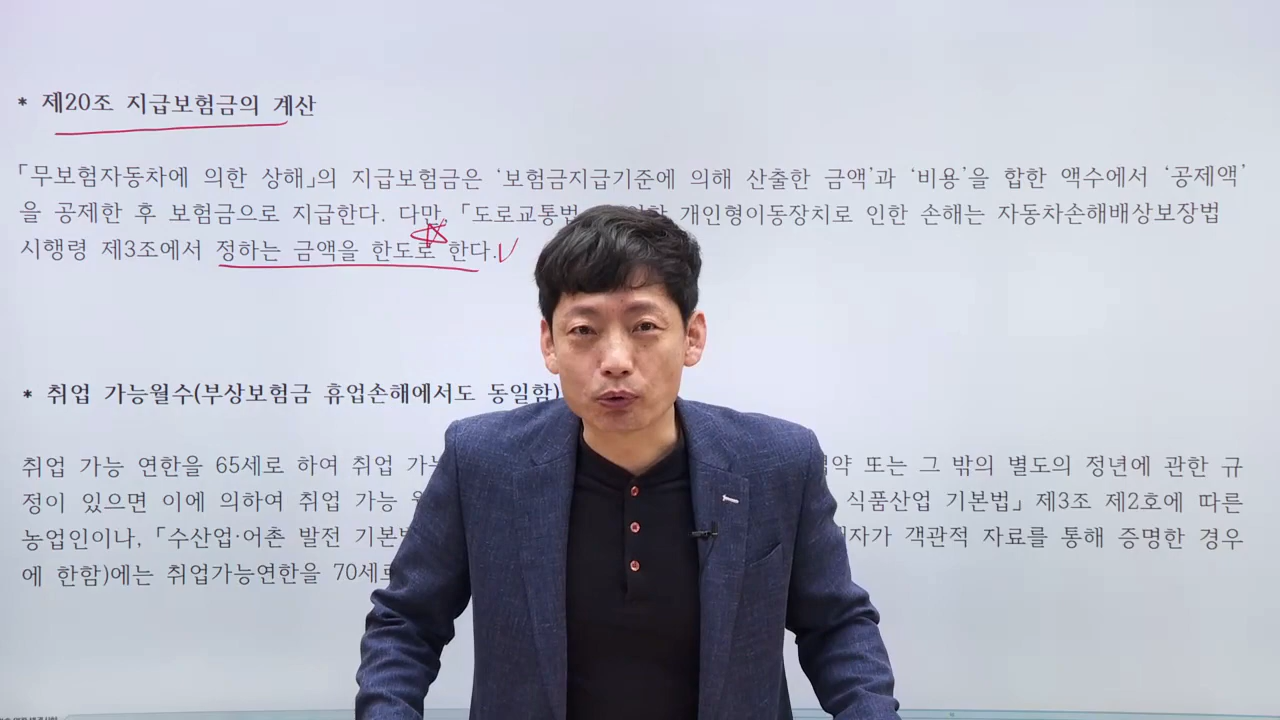 * 제20조 지급보험금의 계산
「무보험자동차에 의한 상해」의 지급보험금은 '보험금지급기준에 의해 산출한 금액'과 '비용'을 합한 액수에서 '공제액'
을 공제한 후 보험금으로 지급한다. 다만, 「도로교통법 개인형이동장치로 인한 손해는 자동차손해배상보장법
시행령 제3조에서 정하는 금액을 한도로 한다.
* 취업 가능월수(부상보험금 휴업손해에서도 동일함)
취업 가능 연한을 65세로 하여 취업 또는 그 밖의 별도의 정년에 관한 규
정이 있으면 이에 의하여 취업 가능 식품산업 기본법」 제3조 제2호에 따른
농업인이나, 「수산업·어촌 발전 객관적 자료를 통해 증명한 경우
에 한함)에는 취업가능연한을